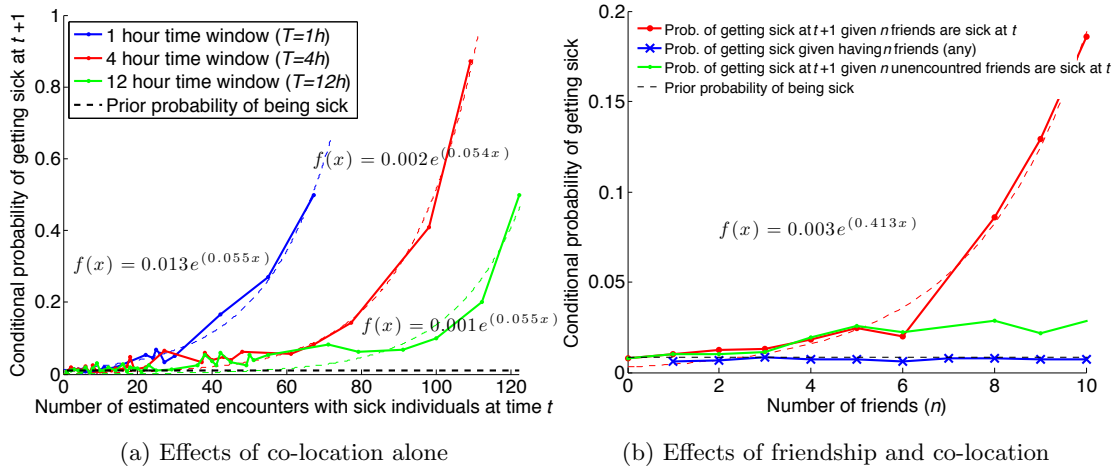 Conditional probability of getting sick at t +1
1
0.8
0.6
0.4
0.2
0
1 hour time window (T=1h)
4 hour time window (T=4h)
12 hour time window (T=12h)
Prior probability of being sick
f(x) = 0.002e^(0.054x)
f(x) = 0.013e^(0.055x)
f(x) = 0.001e^(0.055x)
0 20 40 60 80 100 120
Number of estimated encounters with sick individuals at time t
(a) Effects of co-location alone
Conditional probability of getting sick
0.2
0.15
0.1
0.05
0
Prob. of getting sick at t+1 given n friends are sick at t
Prob. of getting sick given having n friends (any)
Prob. of getting sick at t+1 given n unencountred friends are sick at t
Prior probability of being sick
f(x) = 0.003e^(0.413x)
0 2 4 6 8 10
Number of friends (n)
(b) Effects of friendship and co-location